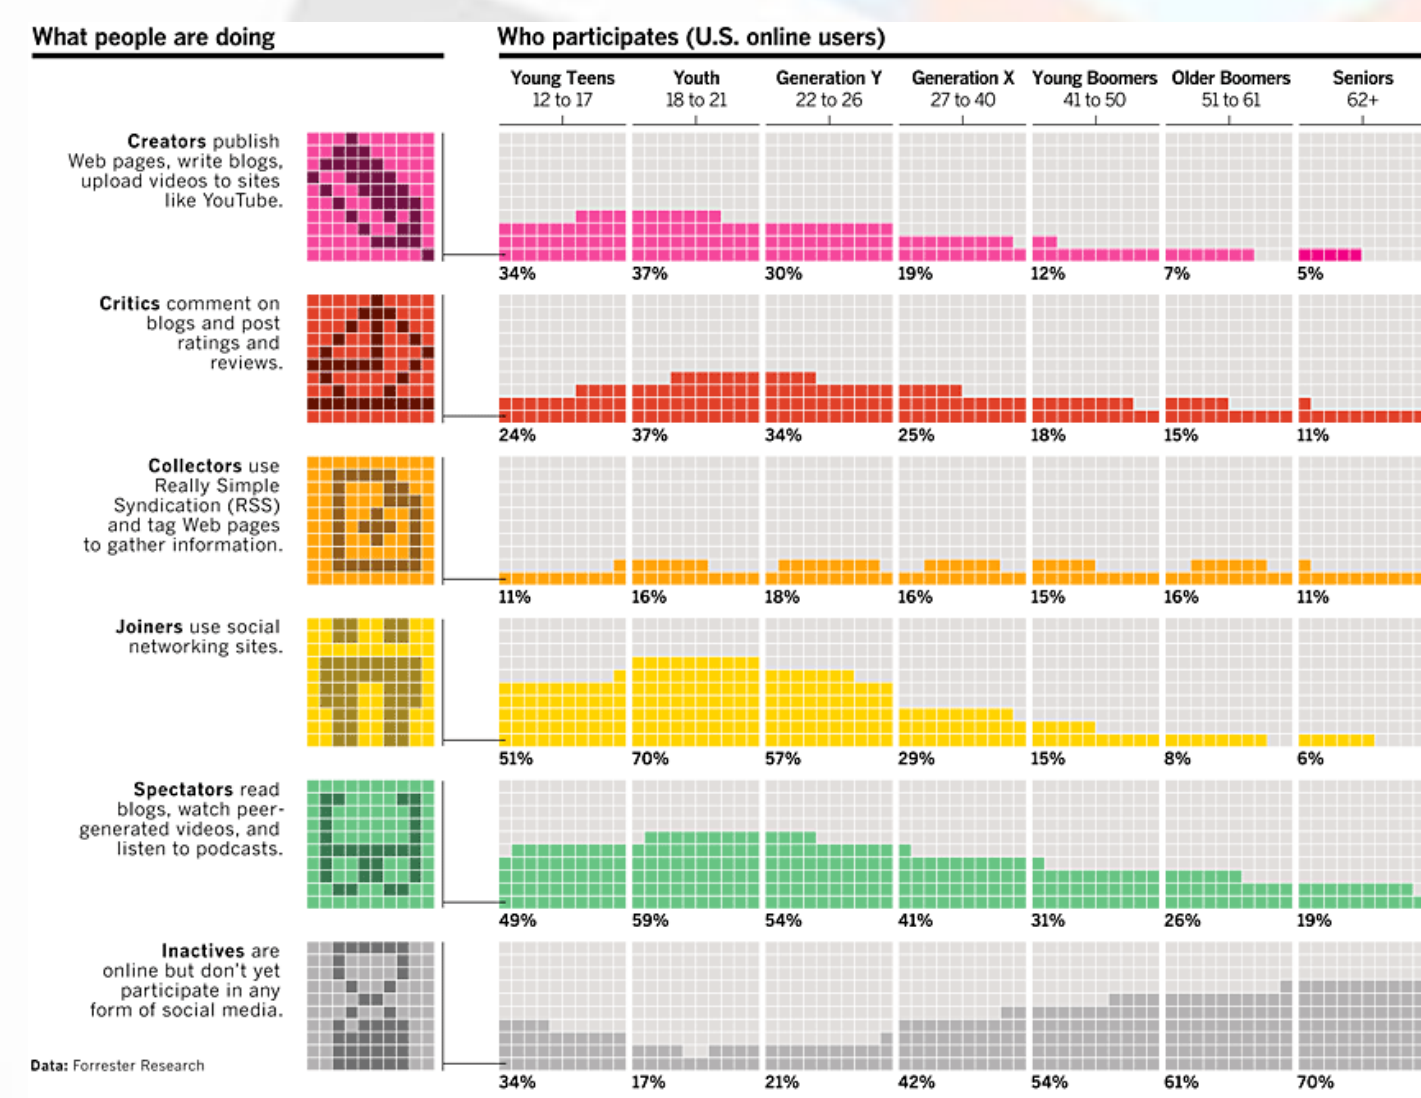 What people are doing
Who participates (U.S. online users)
Young Teens
12 to 17
Youth
18 to 21
Generation Y
22 to 26
Generation X
27 to 40
Young Boomers
41 to 50
Older Boomers
51 to 61
Seniors
62+
Creators publish
Web pages, write blogs,
upload videos to sites
like YouTube.
34% 37% 30% 19% 12% 7% 5%
Critics comment on
blogs and post
ratings and
reviews.
24% 37% 34% 25% 18% 15% 11%
Collectors use
Really Simple
Syndication (RSS)
and tag Web pages
to gather information.
11% 16% 18% 16% 15% 16% 11%
Joiners use social
networking sites.
51% 70% 57% 29% 15% 8% 6%
Spectators read
blogs, watch peer-
generated videos, and
listen to podcasts.
49% 59% 54% 41% 31% 26% 19%
Inactives are
online but don't yet
participate in any
form of social media.
34% 17% 21% 42% 54% 61% 70%
Data: Forrester Research